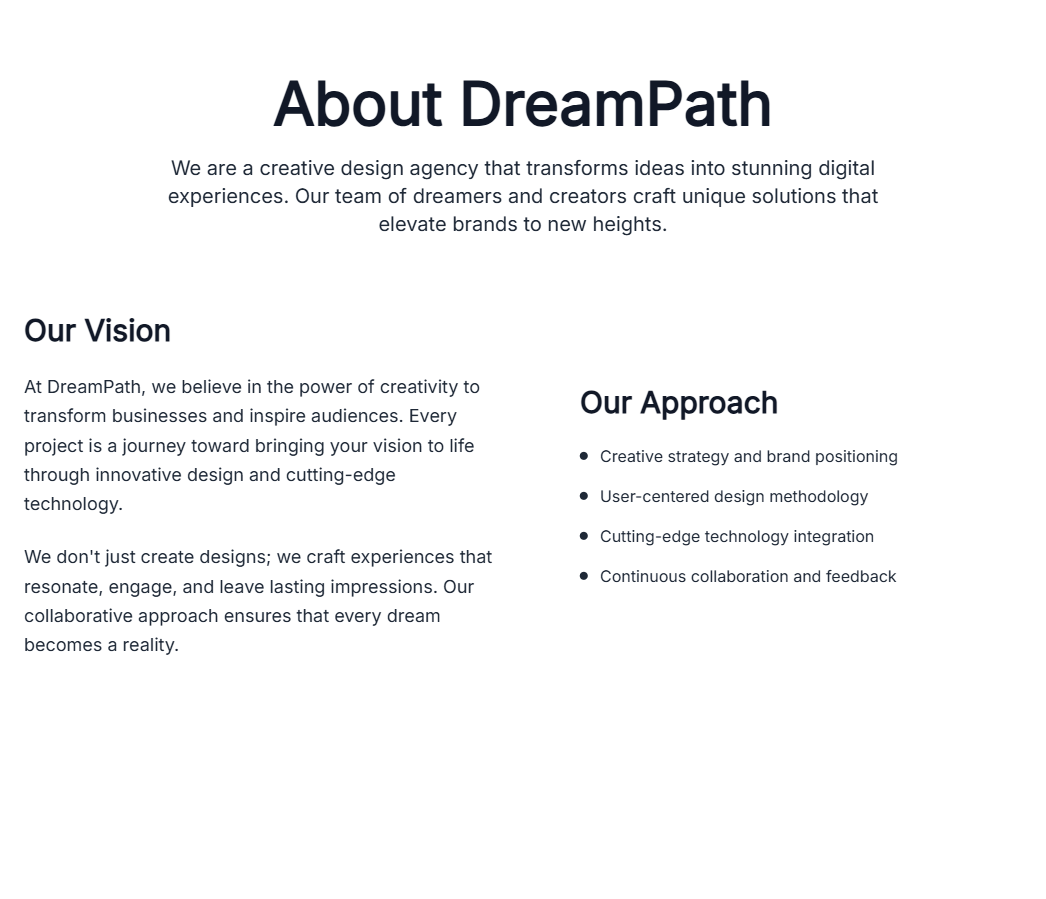 About DreamPath
We are a creative design agency that transforms ideas into stunning digital
experiences. Our team of dreamers and creators craft unique solutions that
elevate brands to new heights.
Our Vision
At DreamPath, we believe in the power of creativity to
transform businesses and inspire audiences. Every
project is a journey toward bringing your vision to life
through innovative design and cutting-edge
technology.
We don't just create designs; we craft experiences that
resonate, engage, and leave lasting impressions. Our
collaborative approach ensures that every dream
becomes a reality.
Our Approach
Creative strategy and brand positioning
User-centered design methodology
Cutting-edge technology integration
Continuous collaboration and feedback